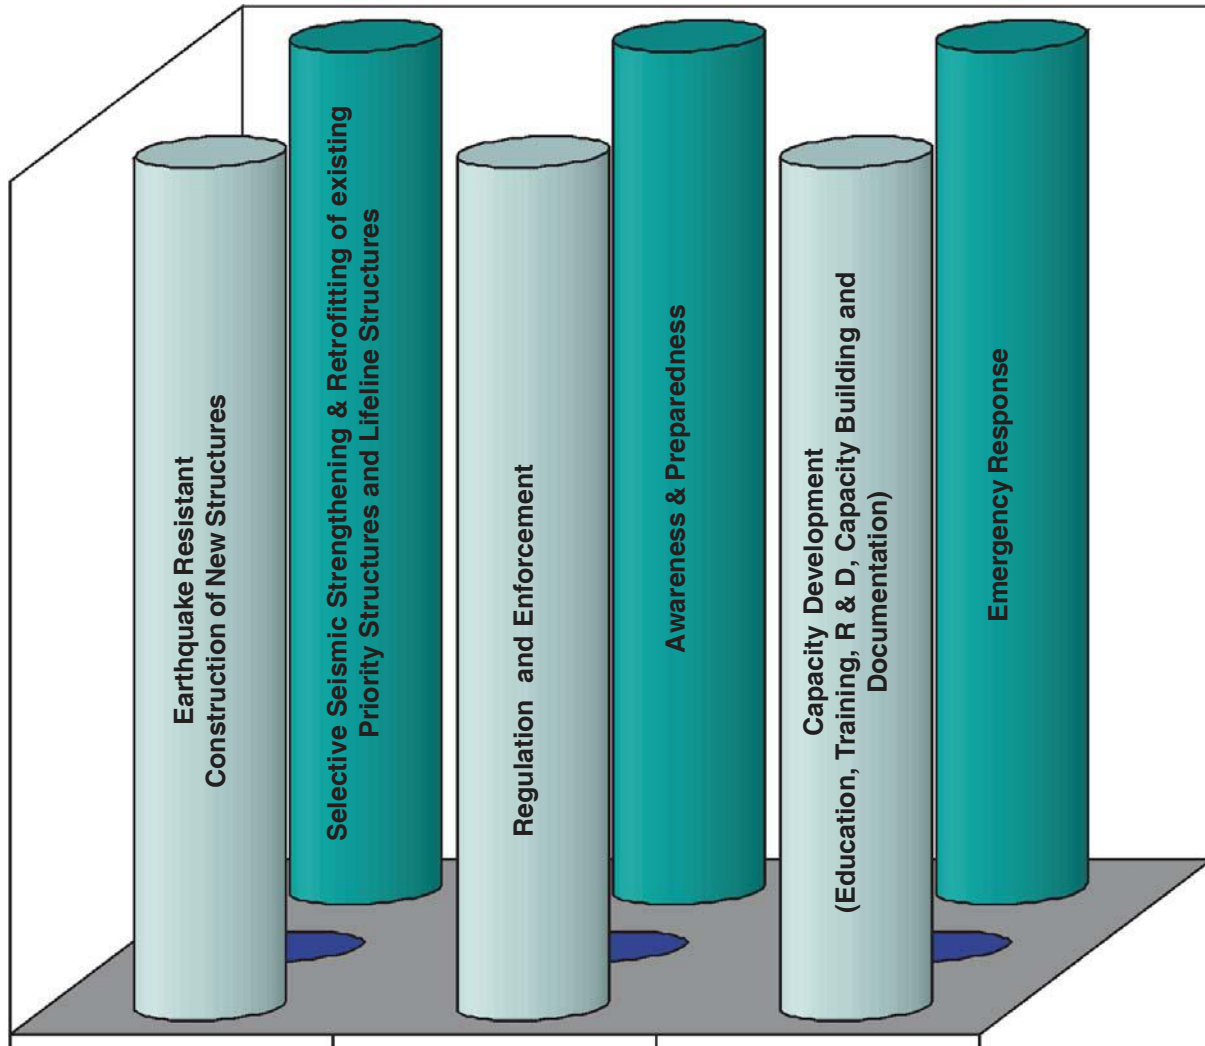 Earthquake Resistant
Construction of New Structures
Selective Seismic Strengthening & Retrofitting of existing
Priority Structures and Lifeline Structures
Regulation and Enforcement
Awareness & Preparedness
Capacity Development
(Education, Training, R & D, Capacity Building and
Documentation)
Emergency Response